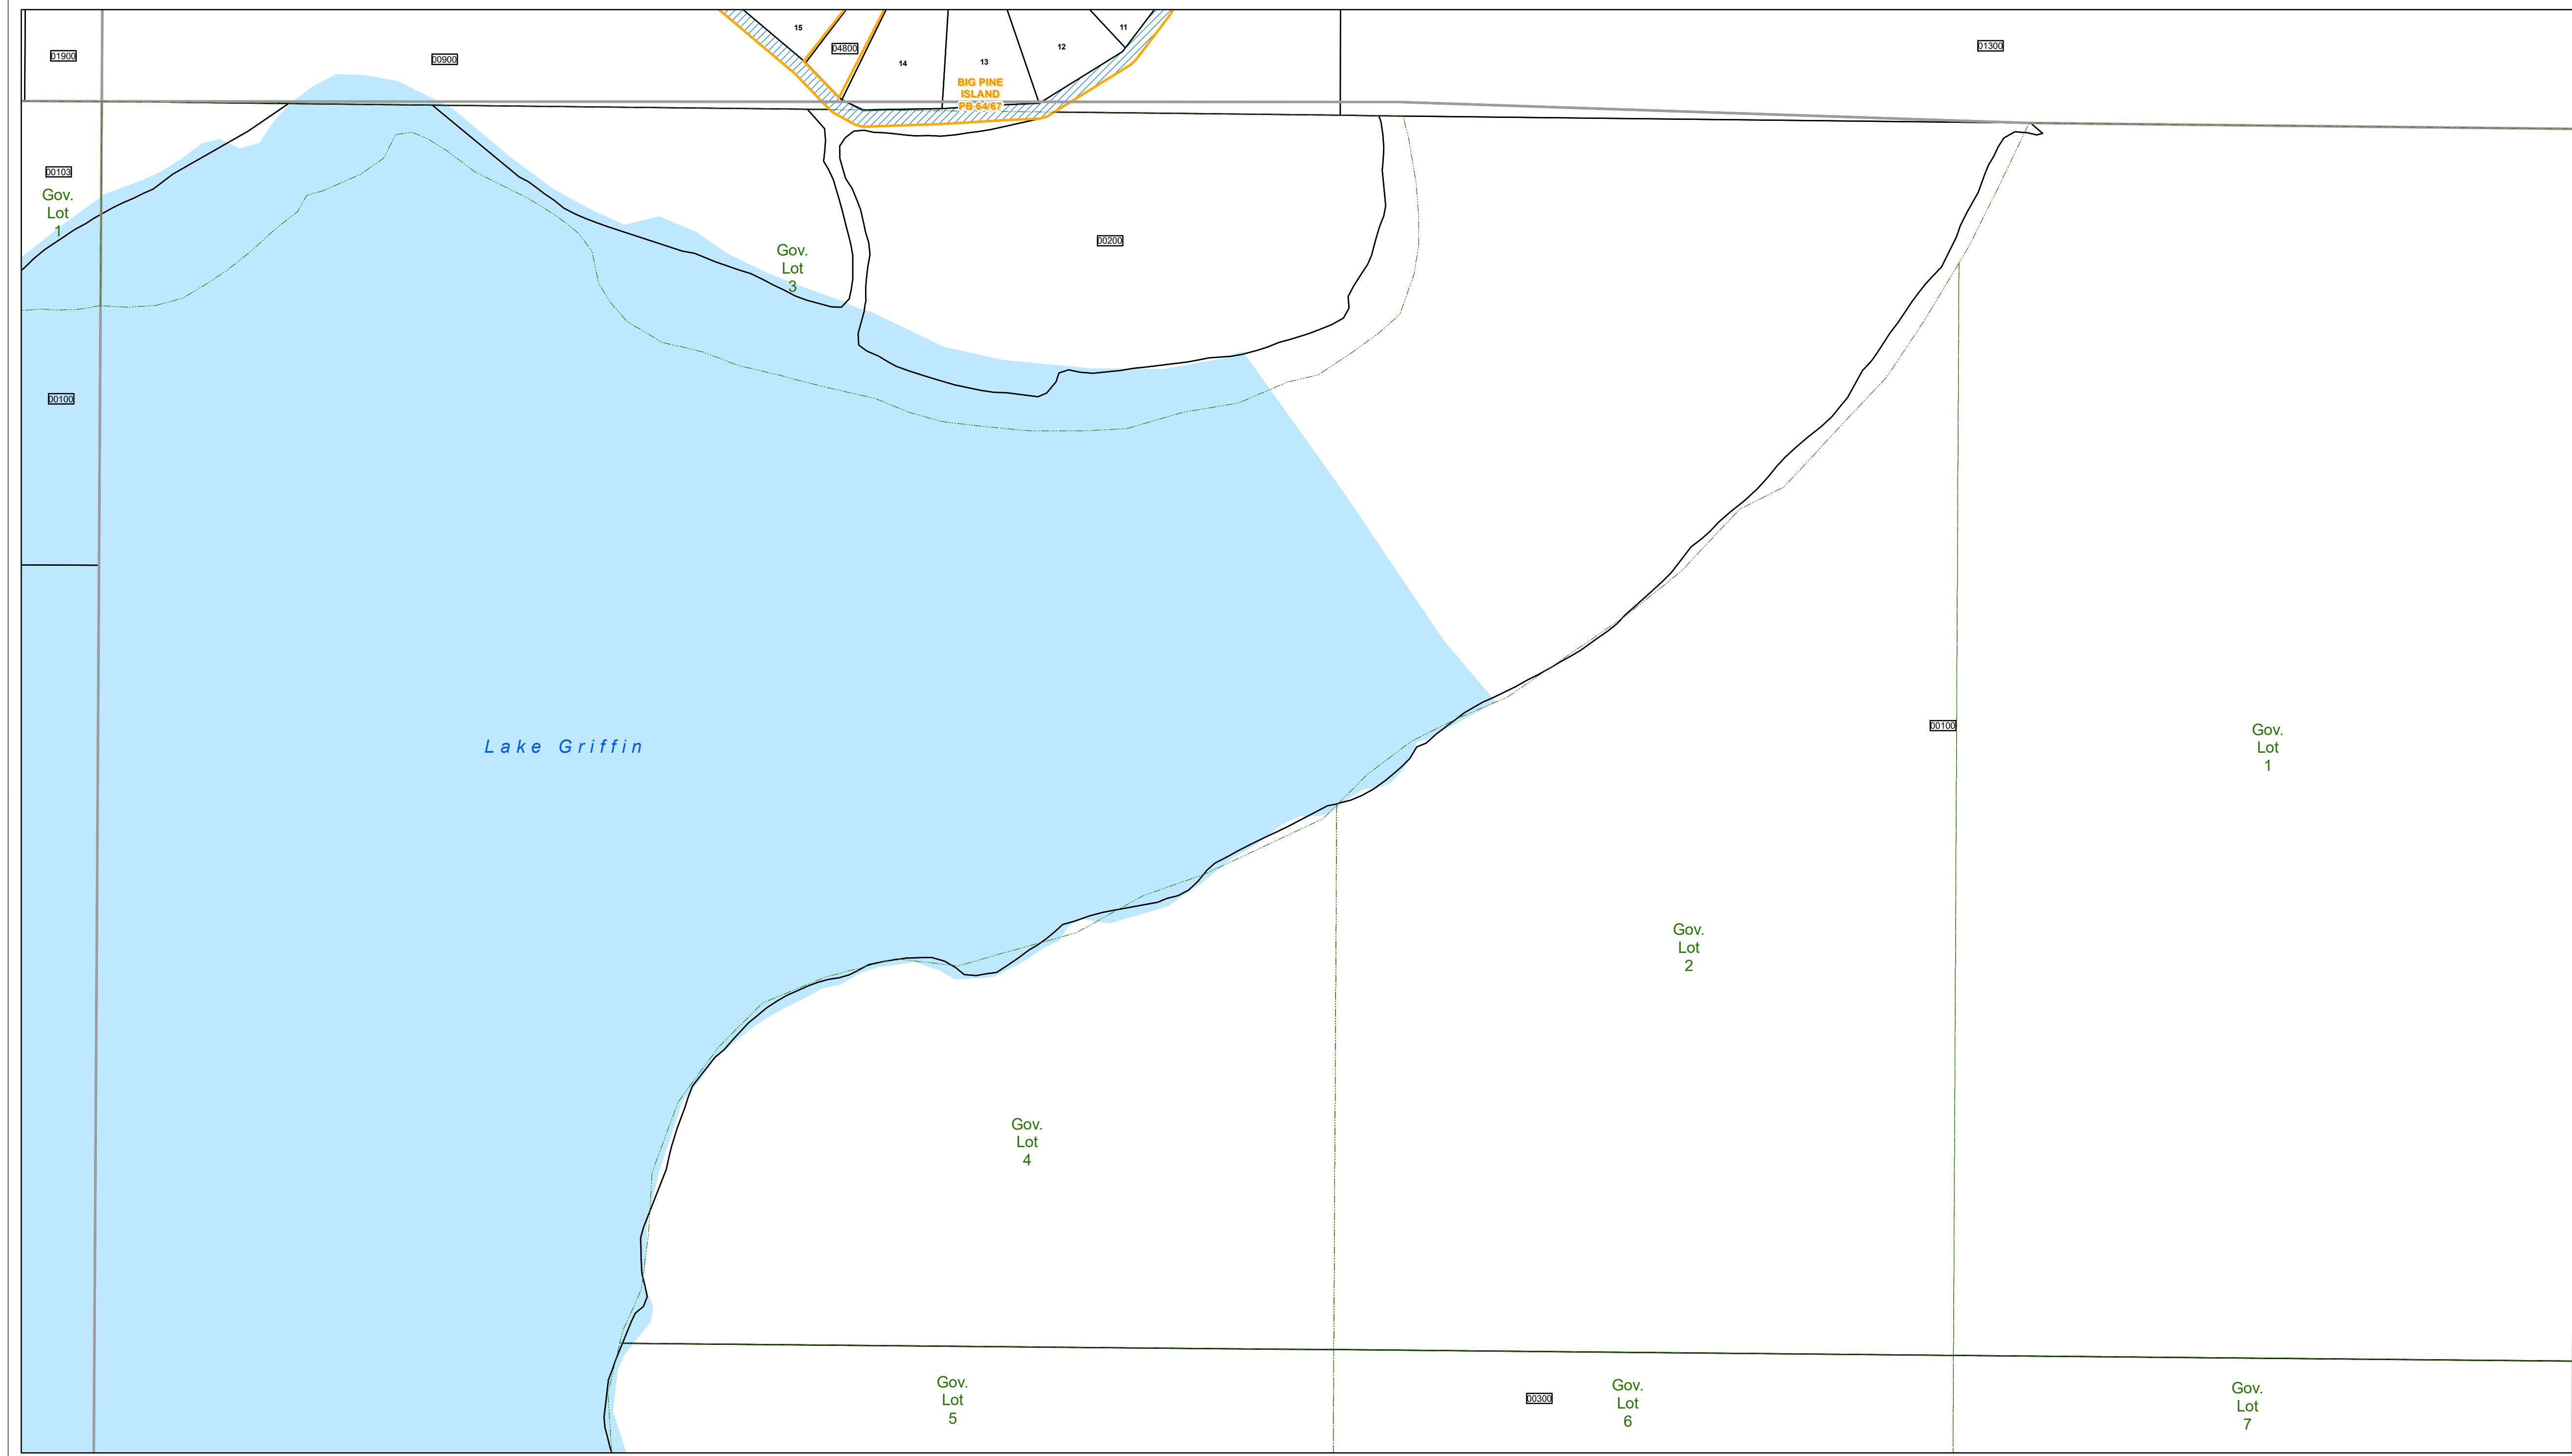 15
11
01900
00900
04800
14
13
12
01300
BIG PINE
ISLAND
PB 64/67
00103
Gov.
Lot
1
Gov.
Lot
3
00200
00100
Lake Griffin
00100
Gov.
Lot
1
Gov.
Lot
2
Gov.
Lot
4
Gov.
Lot
5
00300
Gov.
Lot
6
Gov.
Lot
7